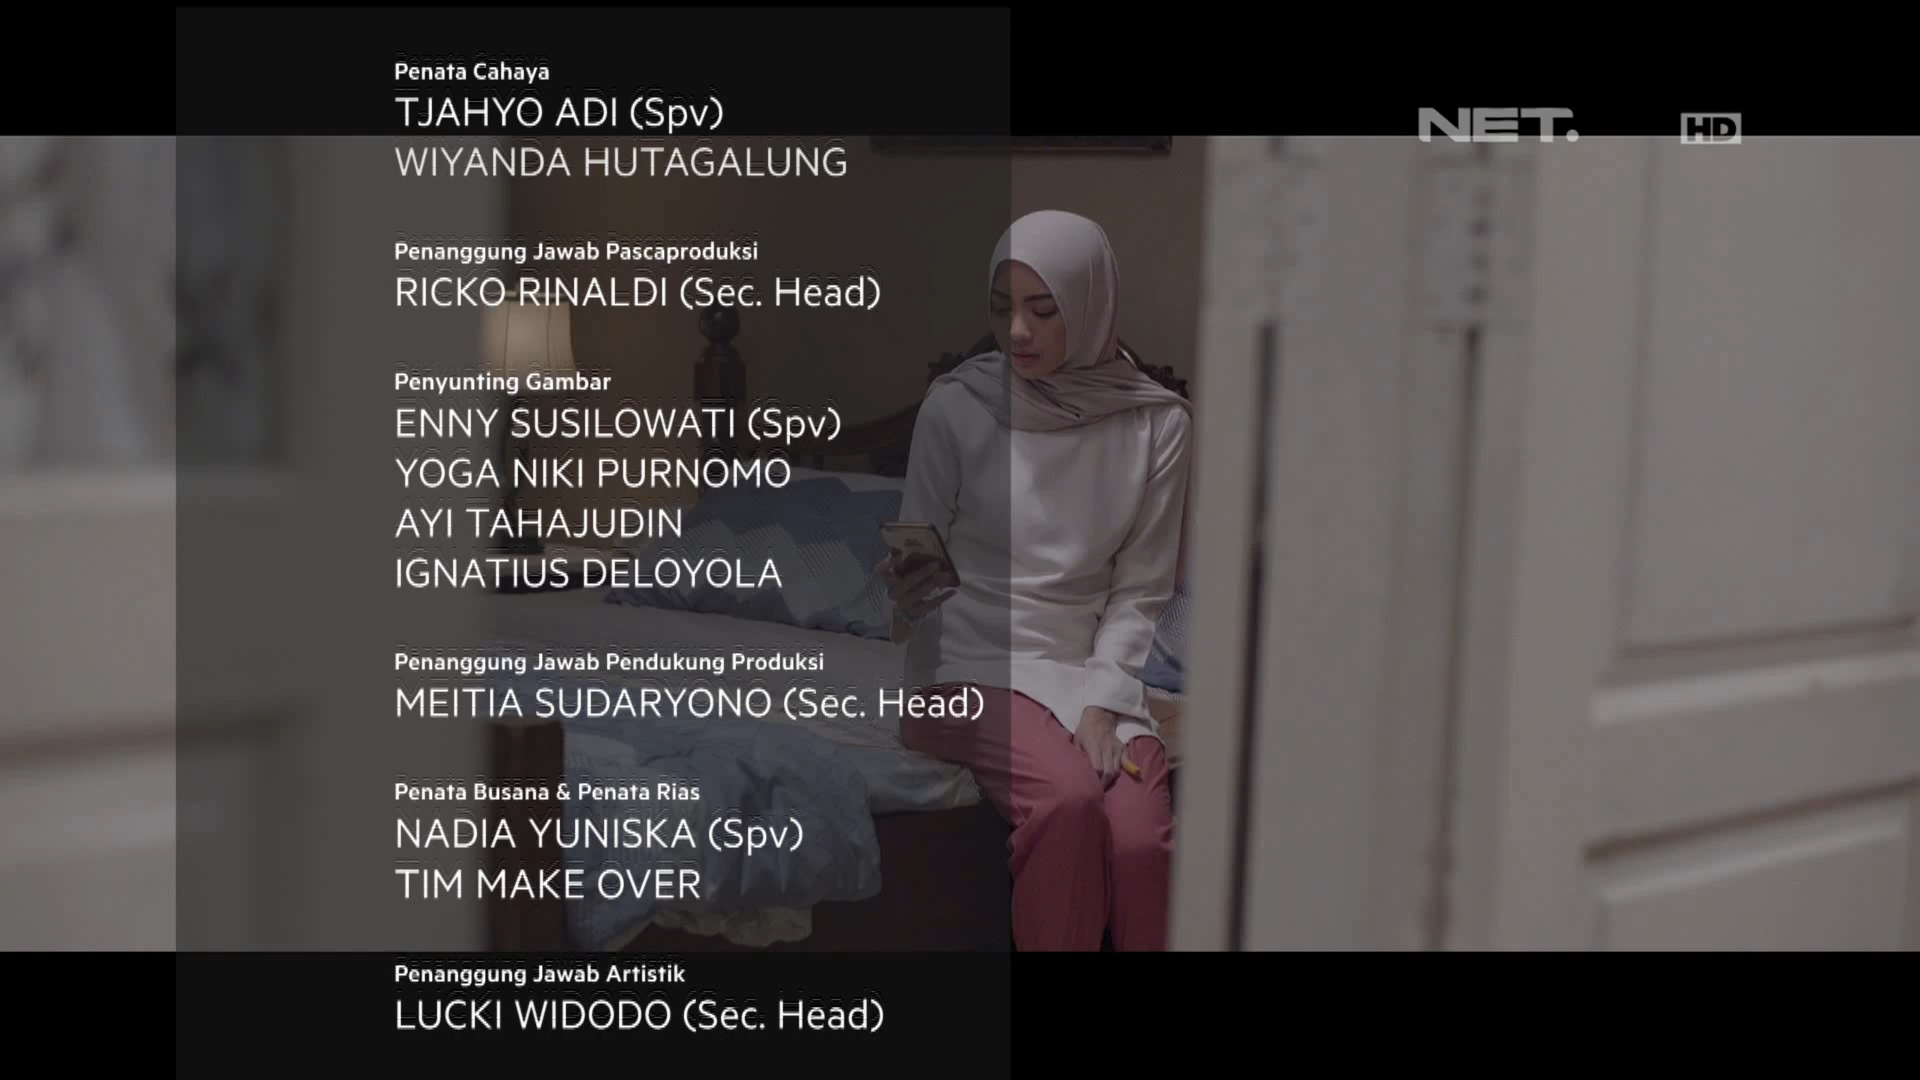 Penata Cahaya
TJAHYO ADI (Spv)
WIYANDA HUTAGALUNG
Penanggung Jawab Pascaproduksi
RICKO RINALDI (Sec. Head)
Penyunting Gambar
ENNY SUSILOWATI (Spv)
YOGA NIKI PURNOMO
AYI TAHAJUDIN
IGNATIUS DELOYOLA
Penanggung Jawab Pendukung Produksi
MEITIA SUDARYONO (Sec. Head)
Penata Busana & Penata Rias
NADIA YUNISKA (Spv)
TIM MAKE OVER
Penanggung Jawab Artistik
LUCKI WIDODO (Sec. Head)
NET.
HD